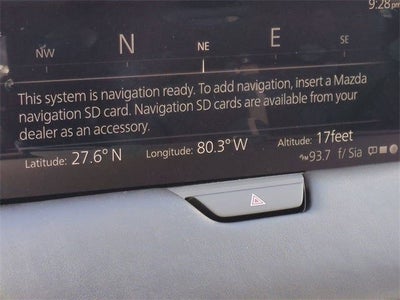 9:28pm
NW N NE E SE
This system is navigation ready. To add navigation, insert a Mazda
navigation SD card. Navigation SD cards are available from your
dealer as an accessory.
Latitude: 27.6° N Longitude: 80.3° W Altitude: 17feet
93.7 f/ Sia